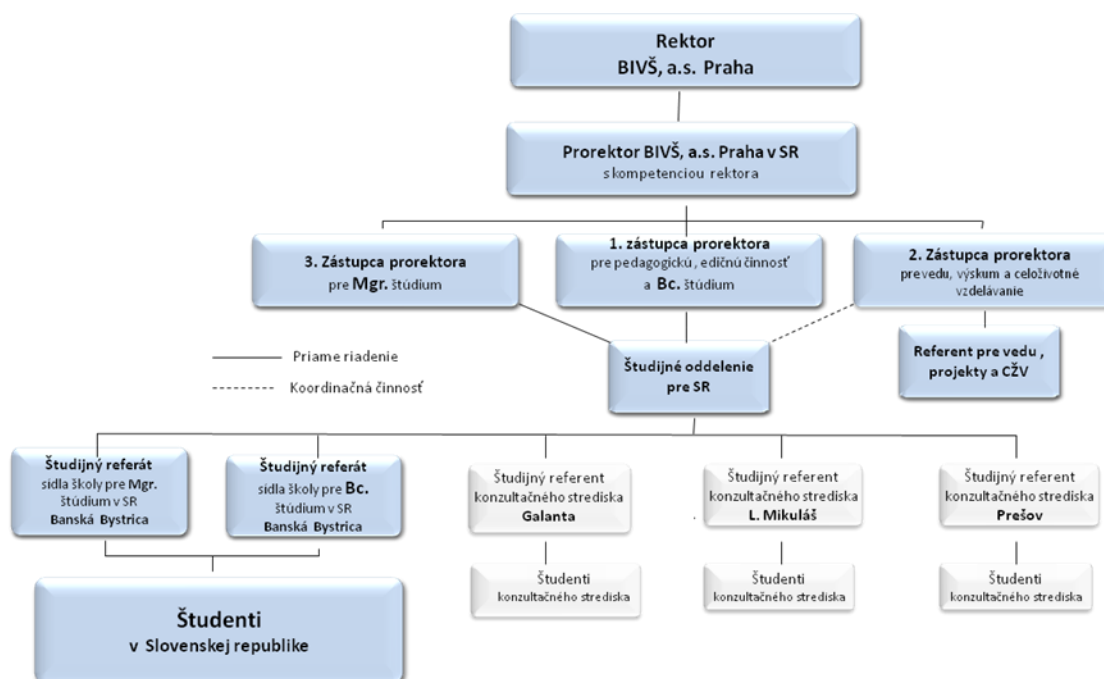 Rektor
BIVŠ, a.s. Praha
Prorektor BIVŠ, a.s. Praha v SR
s kompetenciou rektora
3. Zástupca prorektora
pre Mgr. štúdium
1. zástupca prorektora
pre pedagogickú, edičnú činnosť
a Bc. štúdium
2. Zástupca prorektora
pre vedu, výskum a celoživotné
vzdelávanie
Priame riadenie
Koordinačná činnosť
Študijné oddelenie
pre SR
Referent pre vedu,
projekty a CŽV
Študijný referát
sídla školy pre Mgr.
štúdium v SR
Banská Bystrica
Študijný referát
sídla školy pre Bc.
štúdium v SR
Banská Bystrica
Študijný referent
konzultačného strediska
Galanta
Študijný referent
konzultačného strediska
L. Mikuláš
Študijný referent
konzultačného strediska
Prešov
Študenti
v Slovenskej republike
Študenti
konzultačného strediska
Študenti
konzultačného strediska
Študenti
konzultačného strediska